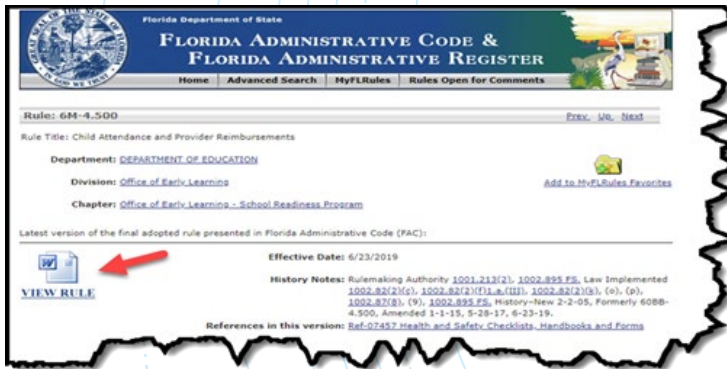 Florida Department of State
FLORIDA ADMINISTRATIVE CODE &
FLORIDA ADMINISTRATIVE REGISTER
Home | Advanced Search | MyFLRules | Rules Open for Comments
Rule: 6M-4.500 Prev Up Next
Rule Title: Child Attendance and Provider Reimbursements
Department: DEPARTMENT OF EDUCATION
Division: Office of Early Learning
Add to MyFLRules Favorites
Chapter: Office of Early Learning - School Readiness Program
Latest version of the final adopted rule presented in Florida Administrative Code (FAC):
Effective Date: 6/23/2019
VIEW RULE
History Notes: Rulemaking Authority 1001.213(2), 1002.895 FS. Law Implemented
1002.82(2)(c), 1002.82(2)(f)1.a.(III), 1002.82(2)(k), (o), (p),
1002.87(8), (9), 1002.895 FS. History–New 2-2-05, Formerly 60BB-
4.500, Amended 1-1-15, 5-28-17, 6-23-19.
References in this version: Ref-07457 Health and Safety Checklists, Handbooks and Forms